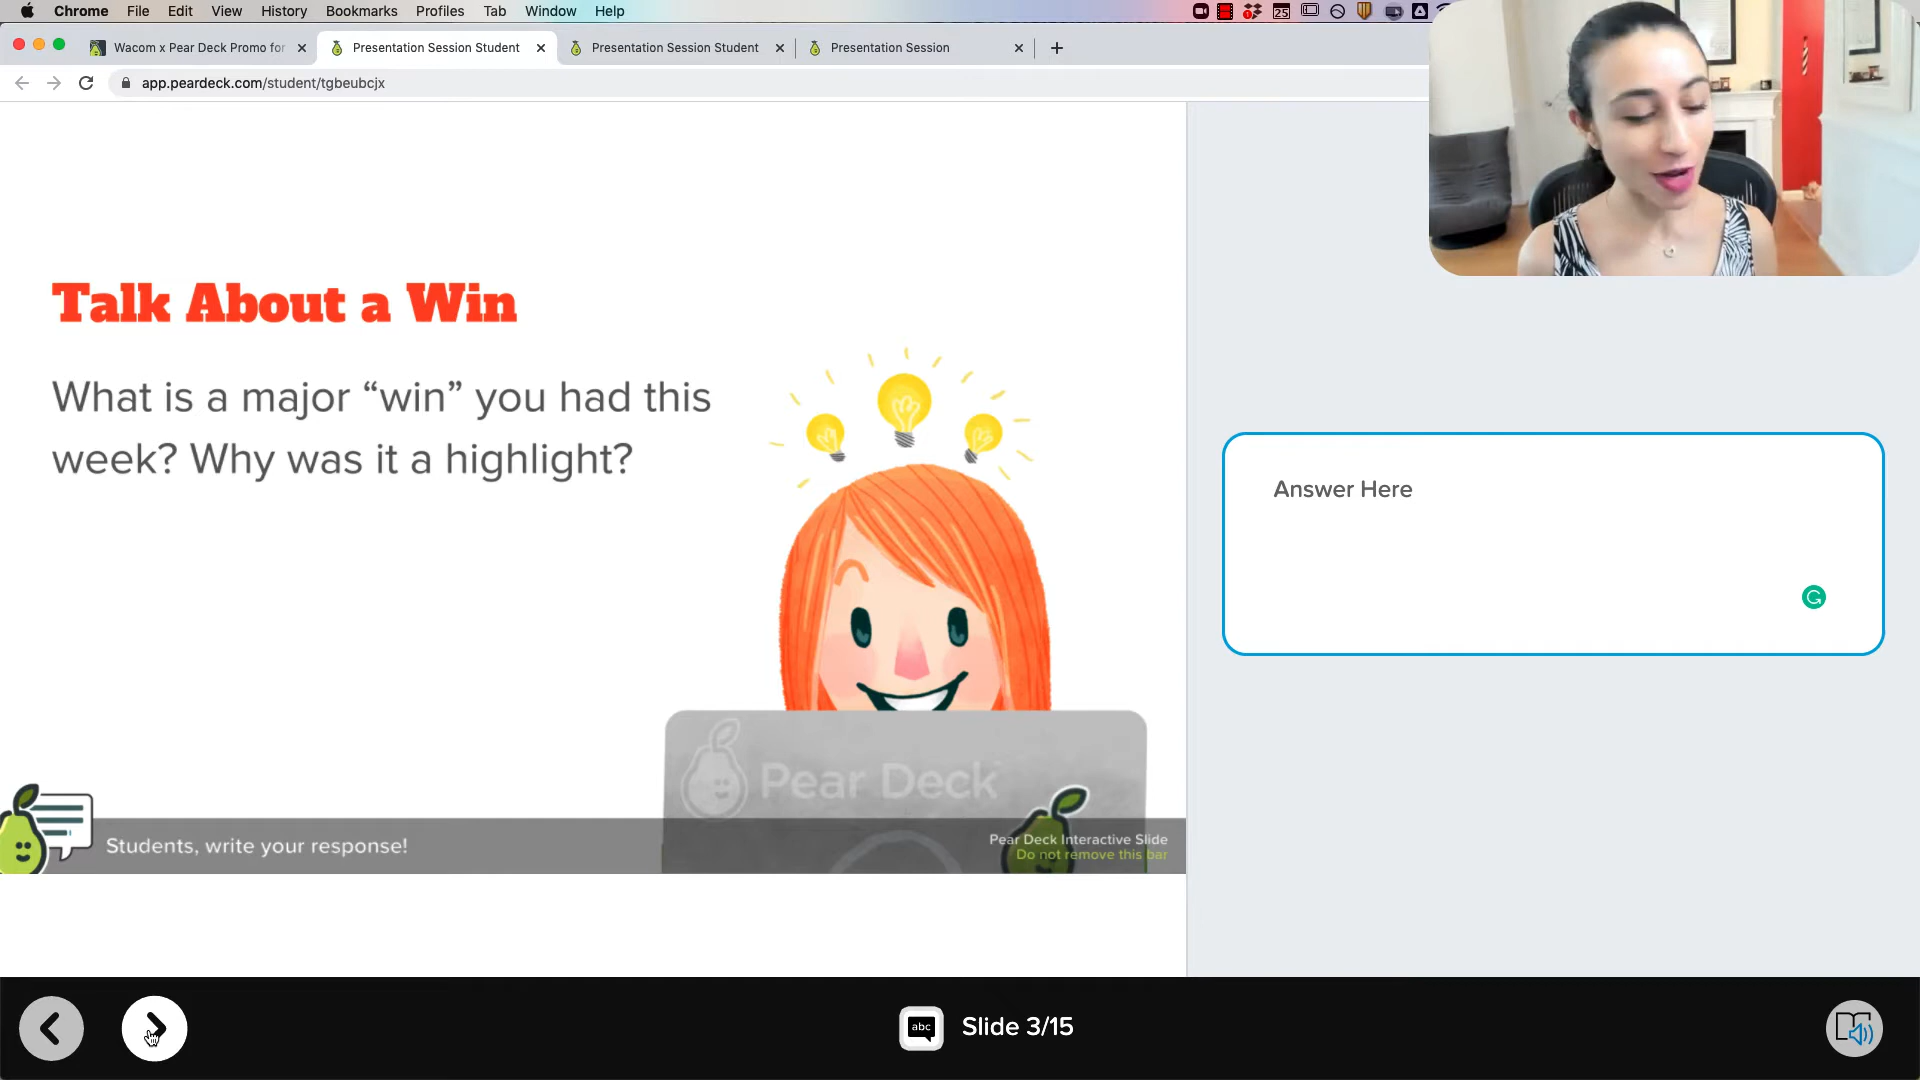 Chrome File Edit View History Bookmarks Profiles Tab Window Help
25
Wacom x Pear Deck Promo for
Presentation Session Student
Presentation Session Student
Presentation Session
app.peardeck.com/student/tgbeubcjx
Talk About a Win
What is a major “win” you had this
week? Why was it a highlight?
Answer Here
Pear Deck
Students, write your response!
Pear Deck Interactive Slide
Do not remove this bar
abc
Slide 3/15